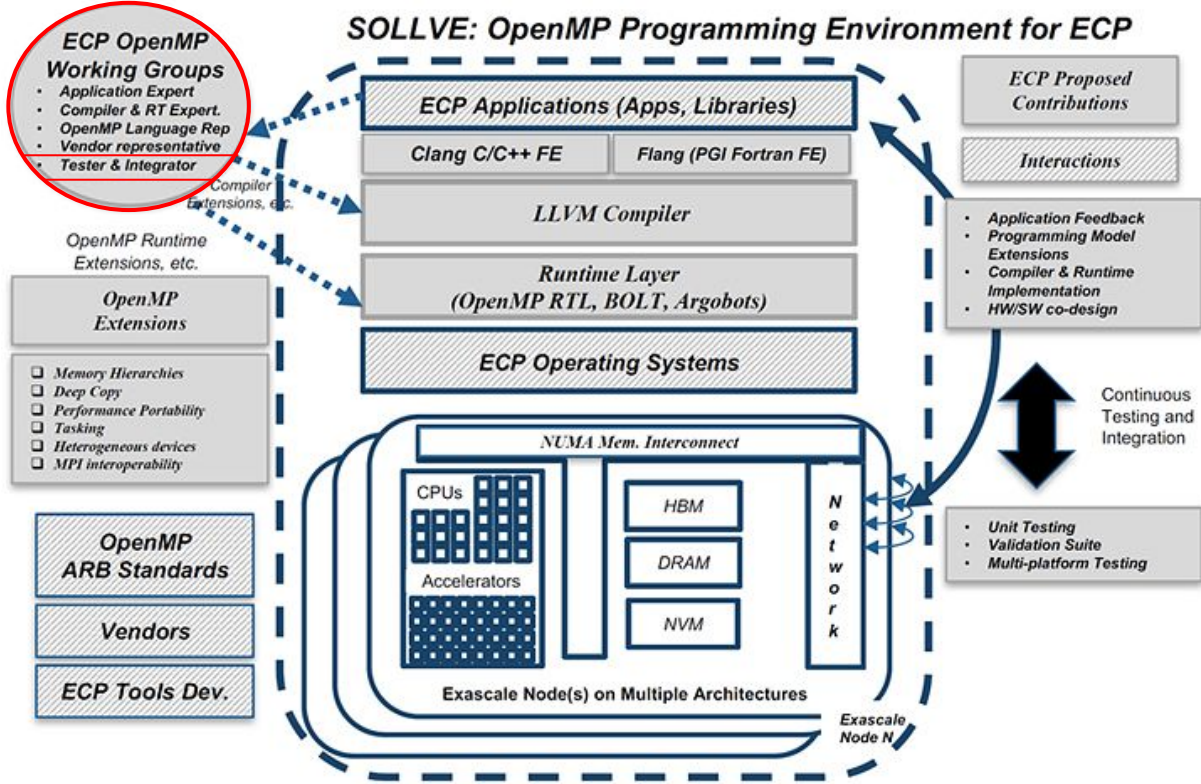 SOLLVE: OpenMP Programming Environment for ECP
ECP OpenMP
Working Groups
• Application Expert
• Compiler & RT Expert.
• OpenMP Language Rep
• Vendor representative
• Tester & Integrator
Compiler
Extensions, etc.
OpenMP Runtime
Extensions, etc.
OpenMP
Extensions
❑ Memory Hierarchies
❑ Deep Copy
❑ Performance Portability
❑ Tasking
❑ Heterogeneous devices
❑ MPI interoperability
OpenMP
ARB Standards
Vendors
ECP Tools Dev.
ECP Applications (Apps, Libraries)
Clang C/C++ FE
Flang (PGI Fortran FE)
LLVM Compiler
Runtime Layer
(OpenMP RTL, BOLT, Argobots)
ECP Operating Systems
NUMA Mem. Interconnect
CPUs
Accelerators
HBM
DRAM
NVM
Network
Exascale Node(s) on Multiple Architectures
Exascale
Node N
ECP Proposed
Contributions
Interactions
• Application Feedback
• Programming Model
Extensions
• Compiler & Runtime
Implementation
• HW/SW co-design
Continuous
Testing and
Integration
• Unit Testing
• Validation Suite
• Multi-platform Testing